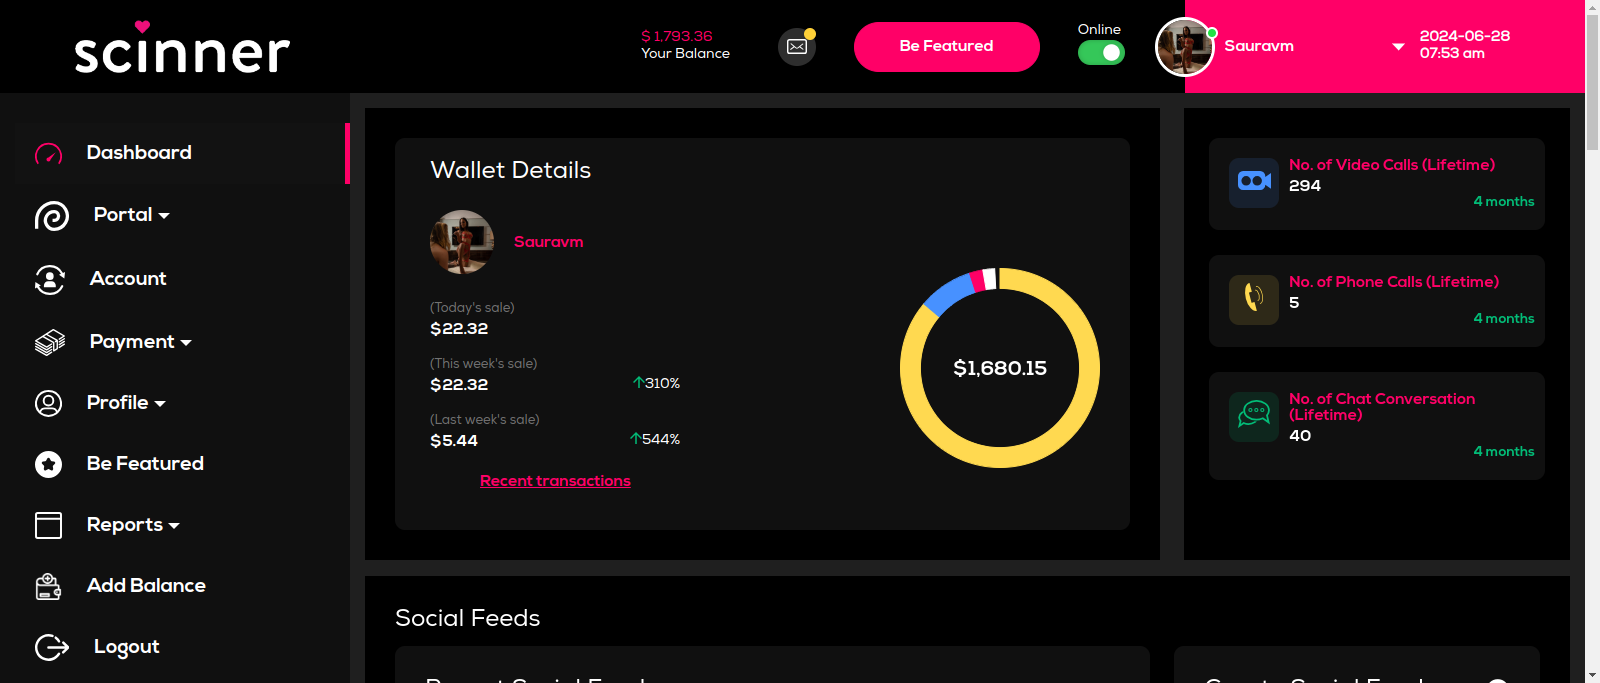 scinner
$ 1,793.36
Your Balance
Be Featured
Online
Sauravm
2024-06-28
07:53 am
Dashboard
Portal
Account
Payment
Profile
Be Featured
Reports
Add Balance
Logout
Wallet Details
Sauravm
(Today's sale)
$22.32
(This week's sale)
$22.32
310%
(Last week's sale)
$5.44
544%
Recent transactions
$1,680.15
No. of Video Calls (Lifetime)
294
4 months
No. of Phone Calls (Lifetime)
5
4 months
No. of Chat Conversation
(Lifetime)
40
4 months
Social Feeds